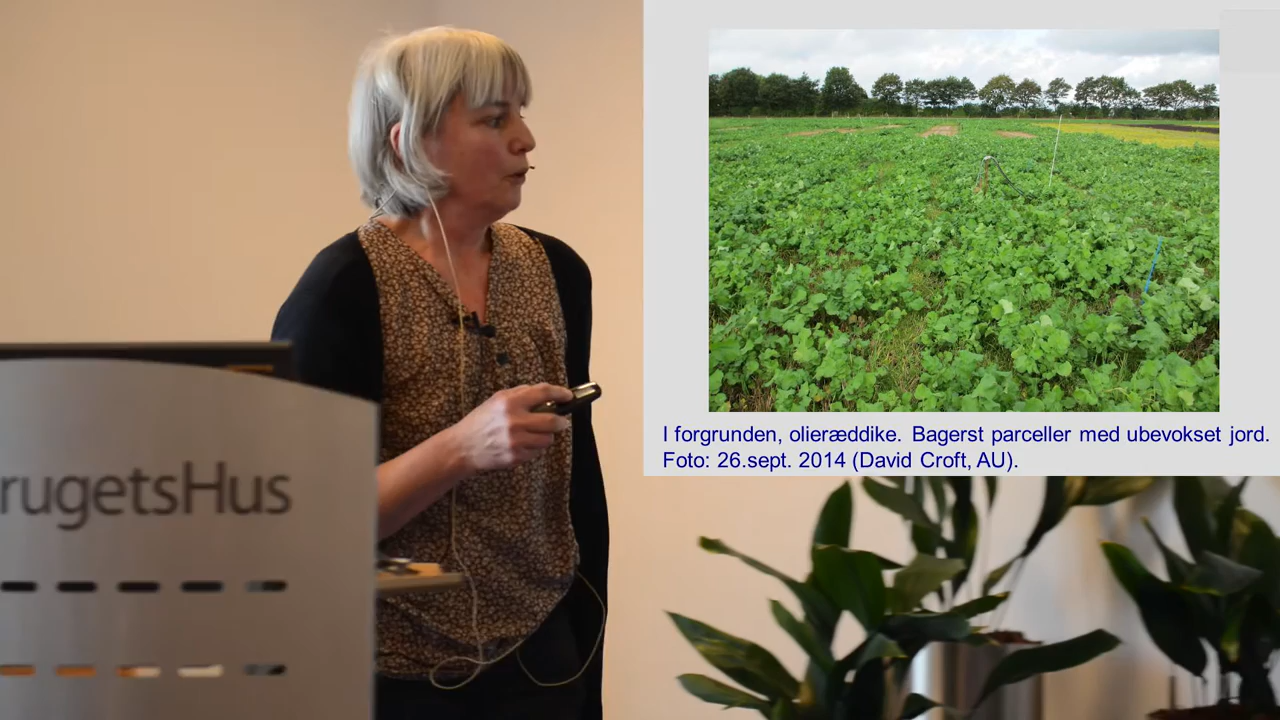 rugetsHus
I forgrunden, olieræddike. Bagerst parceller med ubevokset jord.
Foto: 26.sept. 2014 (David Croft, AU).